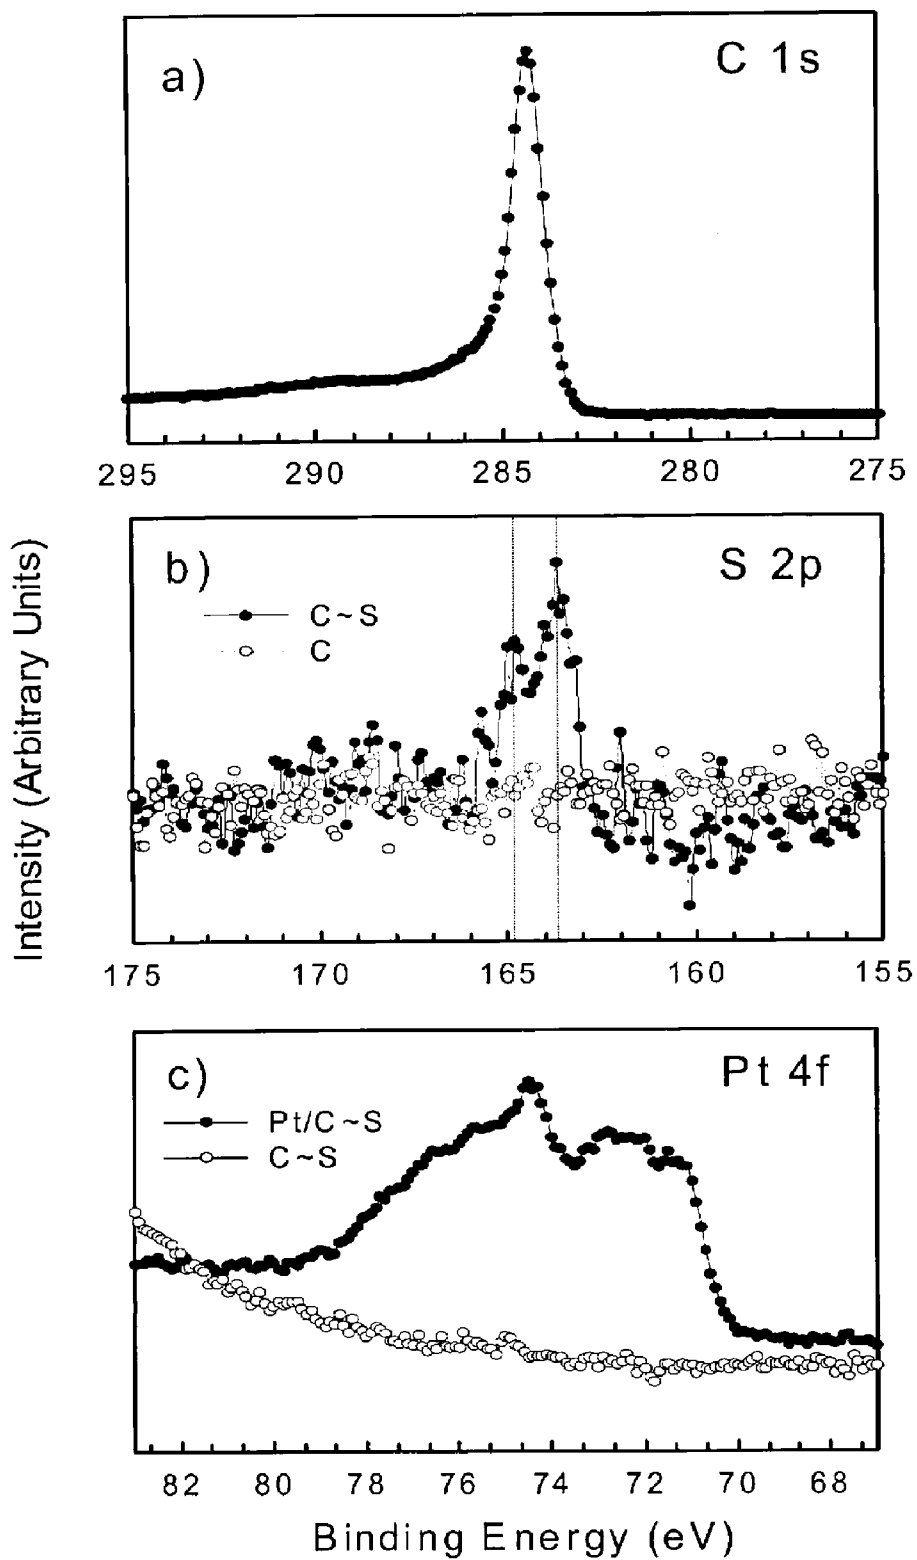 a)
C 1s
295 290 285 280 275
Intensity (Arbitrary Units)
b)
S 2p
C~S
C
175 170 165 160 155
c)
Pt 4f
Pt/C~S
C~S
82 80 78 76 74 72 70 68
Binding Energy (eV)